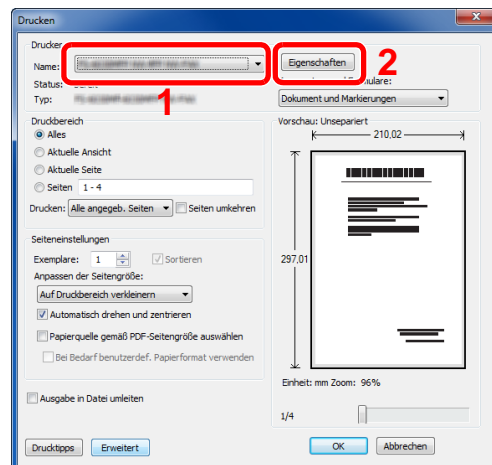 Drucken
Drucker
Name:
Eigenschaften
2
Status:
1
Typ:
Dokument und Markierungen
Druckbereich
Alles
Aktuelle Ansicht
Aktuelle Seite
Seiten 1 - 4
Drucken: Alle angegeb. Seiten Seiten umkehren
Seiteneinstellungen
Exemplare: 1 Sortieren
Anpassen der Seitengröße:
Auf Druckbereich verkleinern
Automatisch drehen und zentrieren
Papierquelle gemäß PDF-Seitengröße auswählen
Bei Bedarf benutzerdef. Papierformat verwenden
Ausgabe in Datei umleiten
Vorschau: Unsepariert
210,02
297,01
Einheit: mm Zoom: 96%
1/4
Drucktipps Erweitert OK Abbrechen